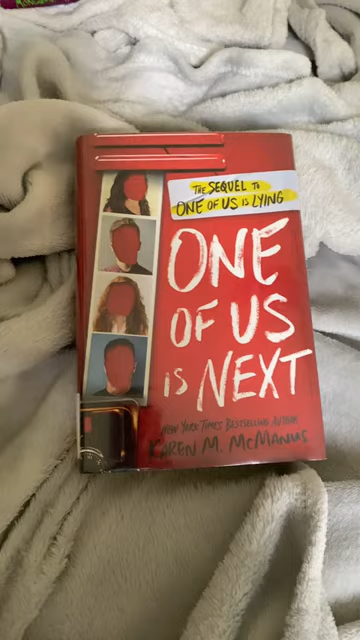 THE SEQUEL TO
ONE OF US IS LYING
ONE
OF US
IS NEXT
NEW YORK TIMES BESTSELLING AUTHOR
KAREN M. McMANUS